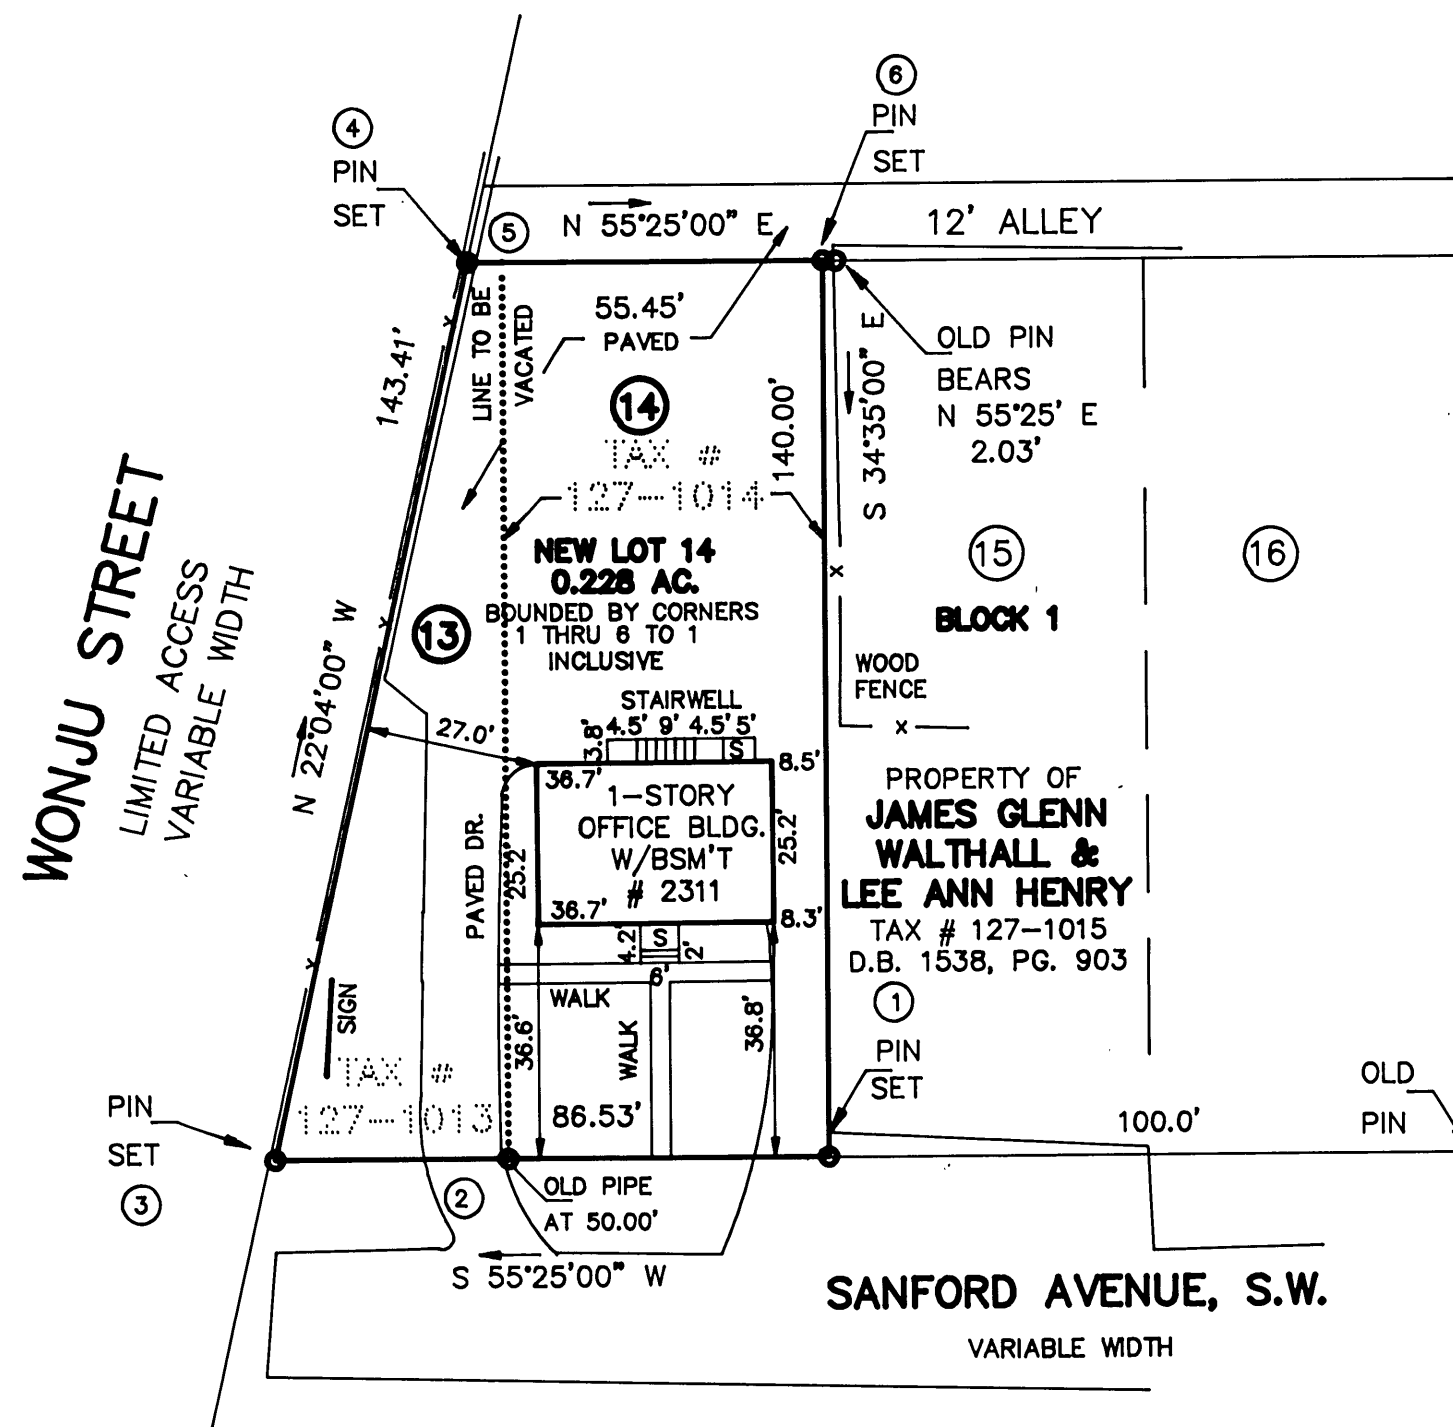 6
PIN
SET
4
PIN
SET
5
N 55°25'00" E
12' ALLEY
55.45'
PAVED
LINE TO BE
VACATED
143.41'
14
TAX #
127-1014
140.00'
S 34°35'00" E
OLD PIN
BEARS
N 55°25' E
2.03'
NEW LOT 14
0.228 AC.
BOUNDED BY CORNERS
1 THRU 6 TO 1
INCLUSIVE
13
15
16
BLOCK 1
WONJU STREET
LIMITED ACCESS
VARIABLE WIDTH
N 22°04'00" W
WOOD
FENCE
x
x
x
x
x
STAIRWELL
3.8' 4.5' 9' 4.5' 5'
S
27.0'
8.5'
36.7'
1-STORY
OFFICE BLDG.
W/BSM'T
# 2311
25.2'
25.2'
36.7'
8.3'
PAVED DR.
PROPERTY OF
JAMES GLENN
WALTHALL &
LEE ANN HENRY
TAX # 127-1015
D.B. 1538, PG. 903
4.2'
S
2'
6'
WALK
WALK
36.6'
36.8'
SIGN
TAX #
127-1013
86.53'
1
PIN
SET
100.0'
OLD
PIN
PIN
SET
3
2
OLD PIPE
AT 50.00'
S 55°25'00" W
SANFORD AVENUE, S.W.
VARIABLE WIDTH